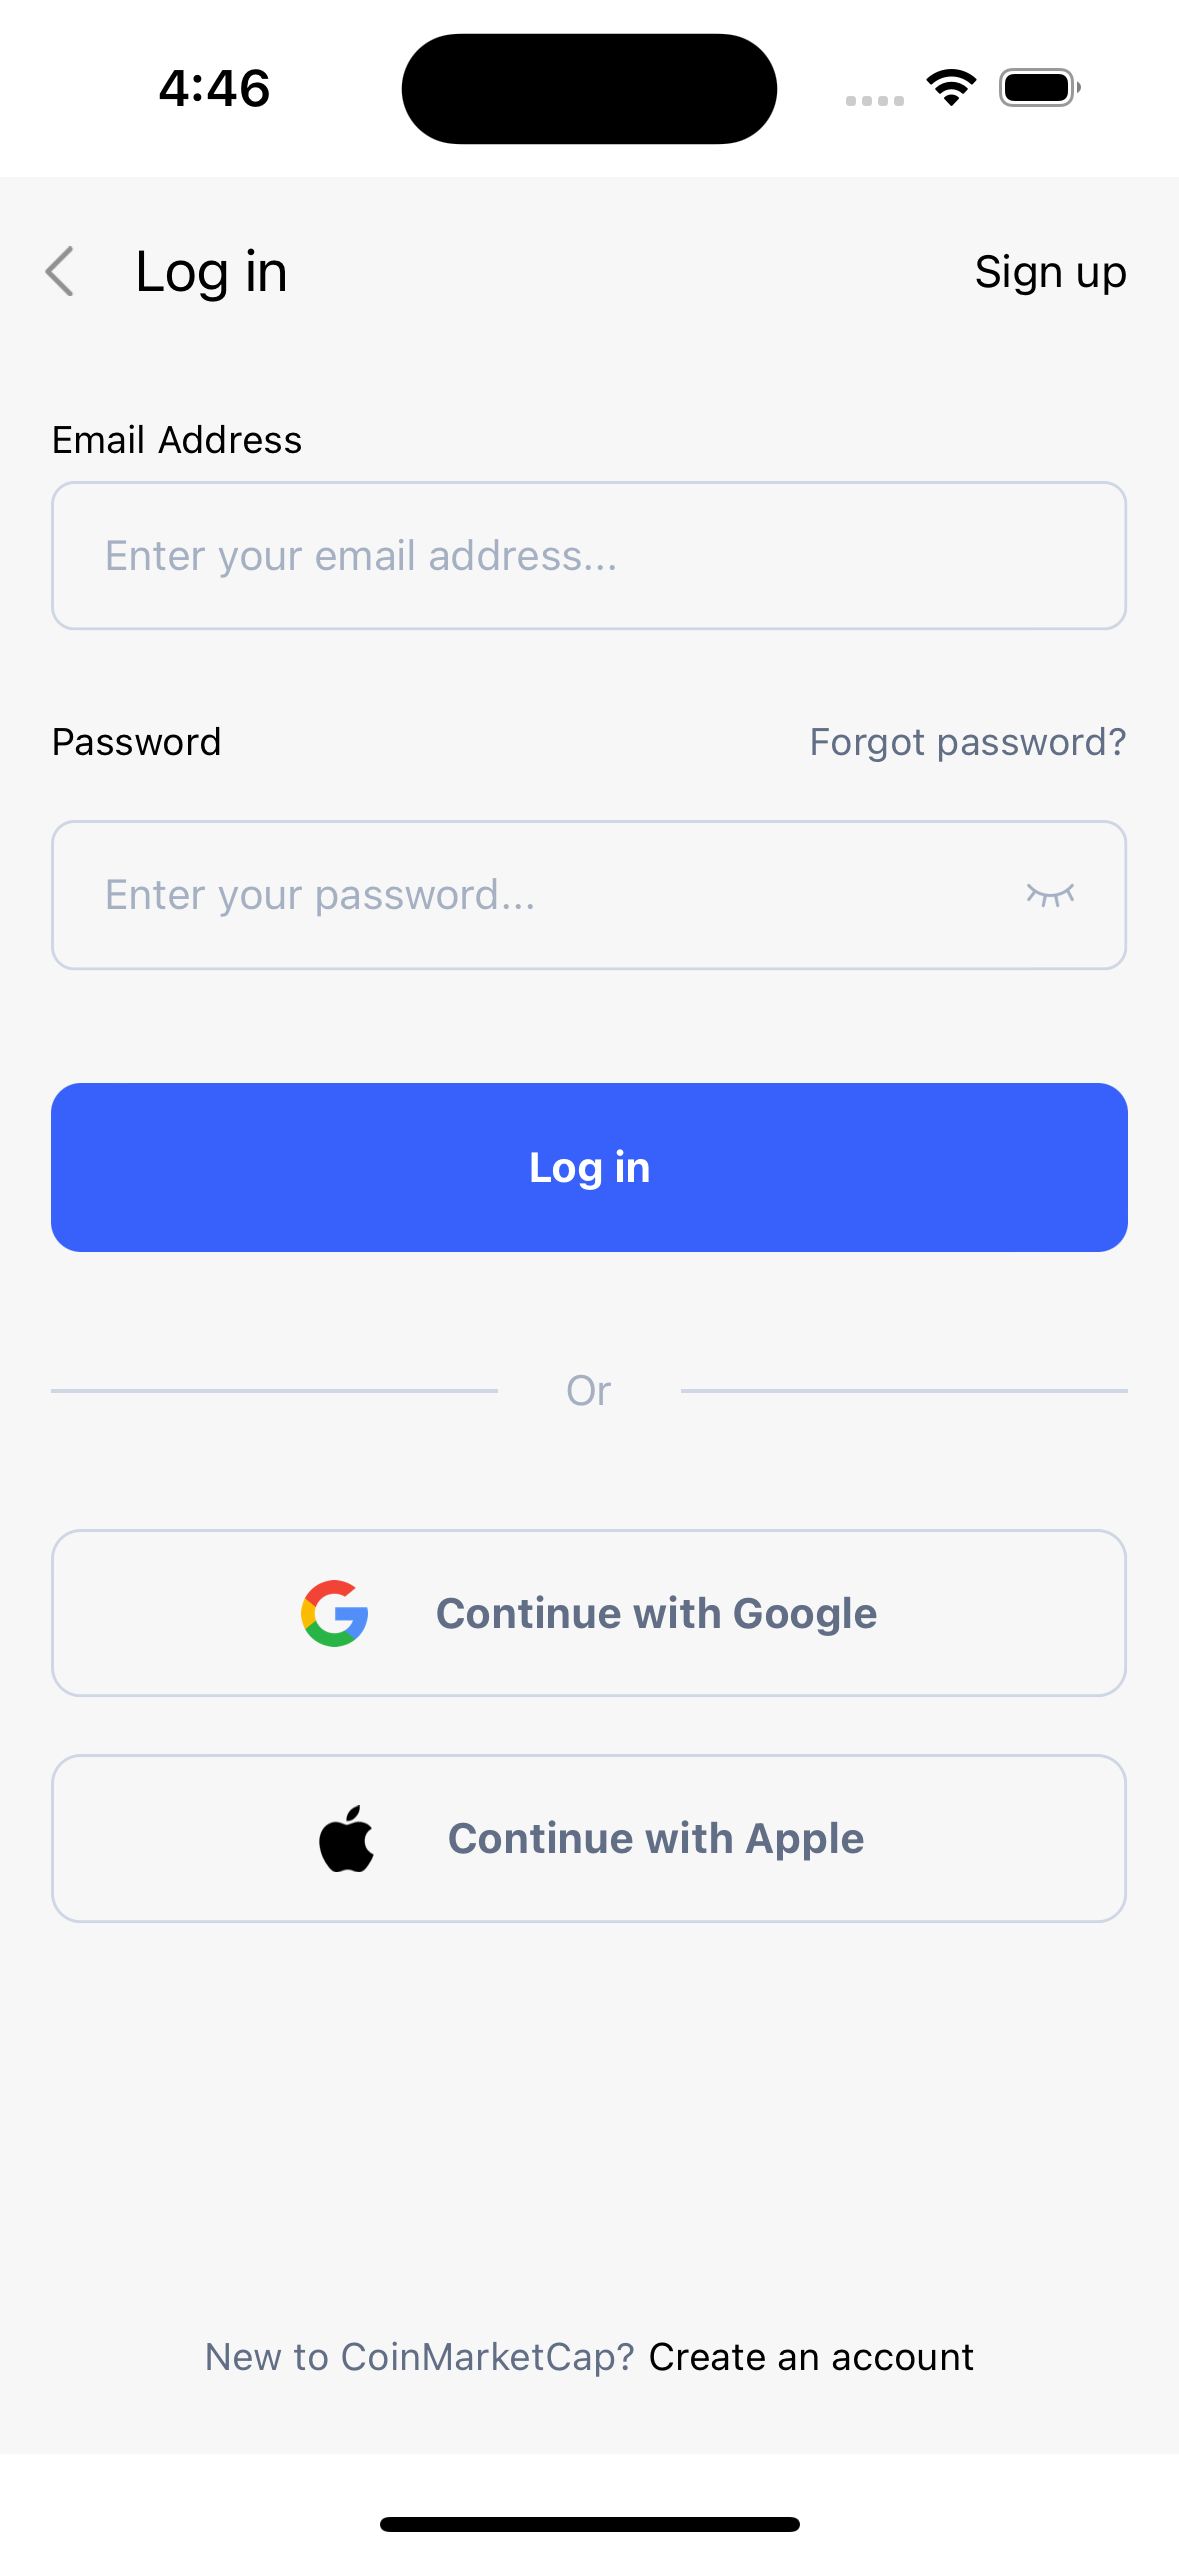 4:46
Log in
Sign up
Email Address
Enter your email address...
Password
Forgot password?
Enter your password...
Log in
Or
Continue with Google
Continue with Apple
New to CoinMarketCap? Create an account